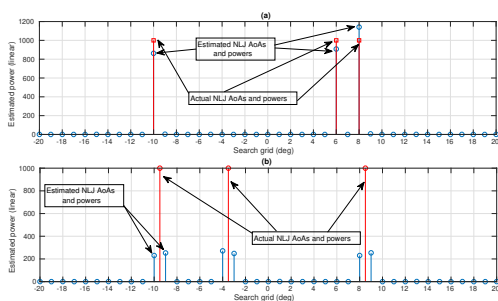 (a)
1200
1000
800
600
400
200
0
Estimated power (linear)
Estimated NLJ AoAs
and powers
Actual NLJ AoAs and powers
-20 -18 -16 -14 -12 -10 -8 -6 -4 -2 0 2 4 6 8 10 12 14 16 18 20
Search grid (deg)
(b)
1000
800
600
400
200
0
Estimated power (linear)
Estimated NLJ AoAs
and powers
Actual NLJ AoAs and powers
-20 -18 -16 -14 -12 -10 -8 -6 -4 -2 0 2 4 6 8 10 12 14 16 18 20
Search grid (deg)